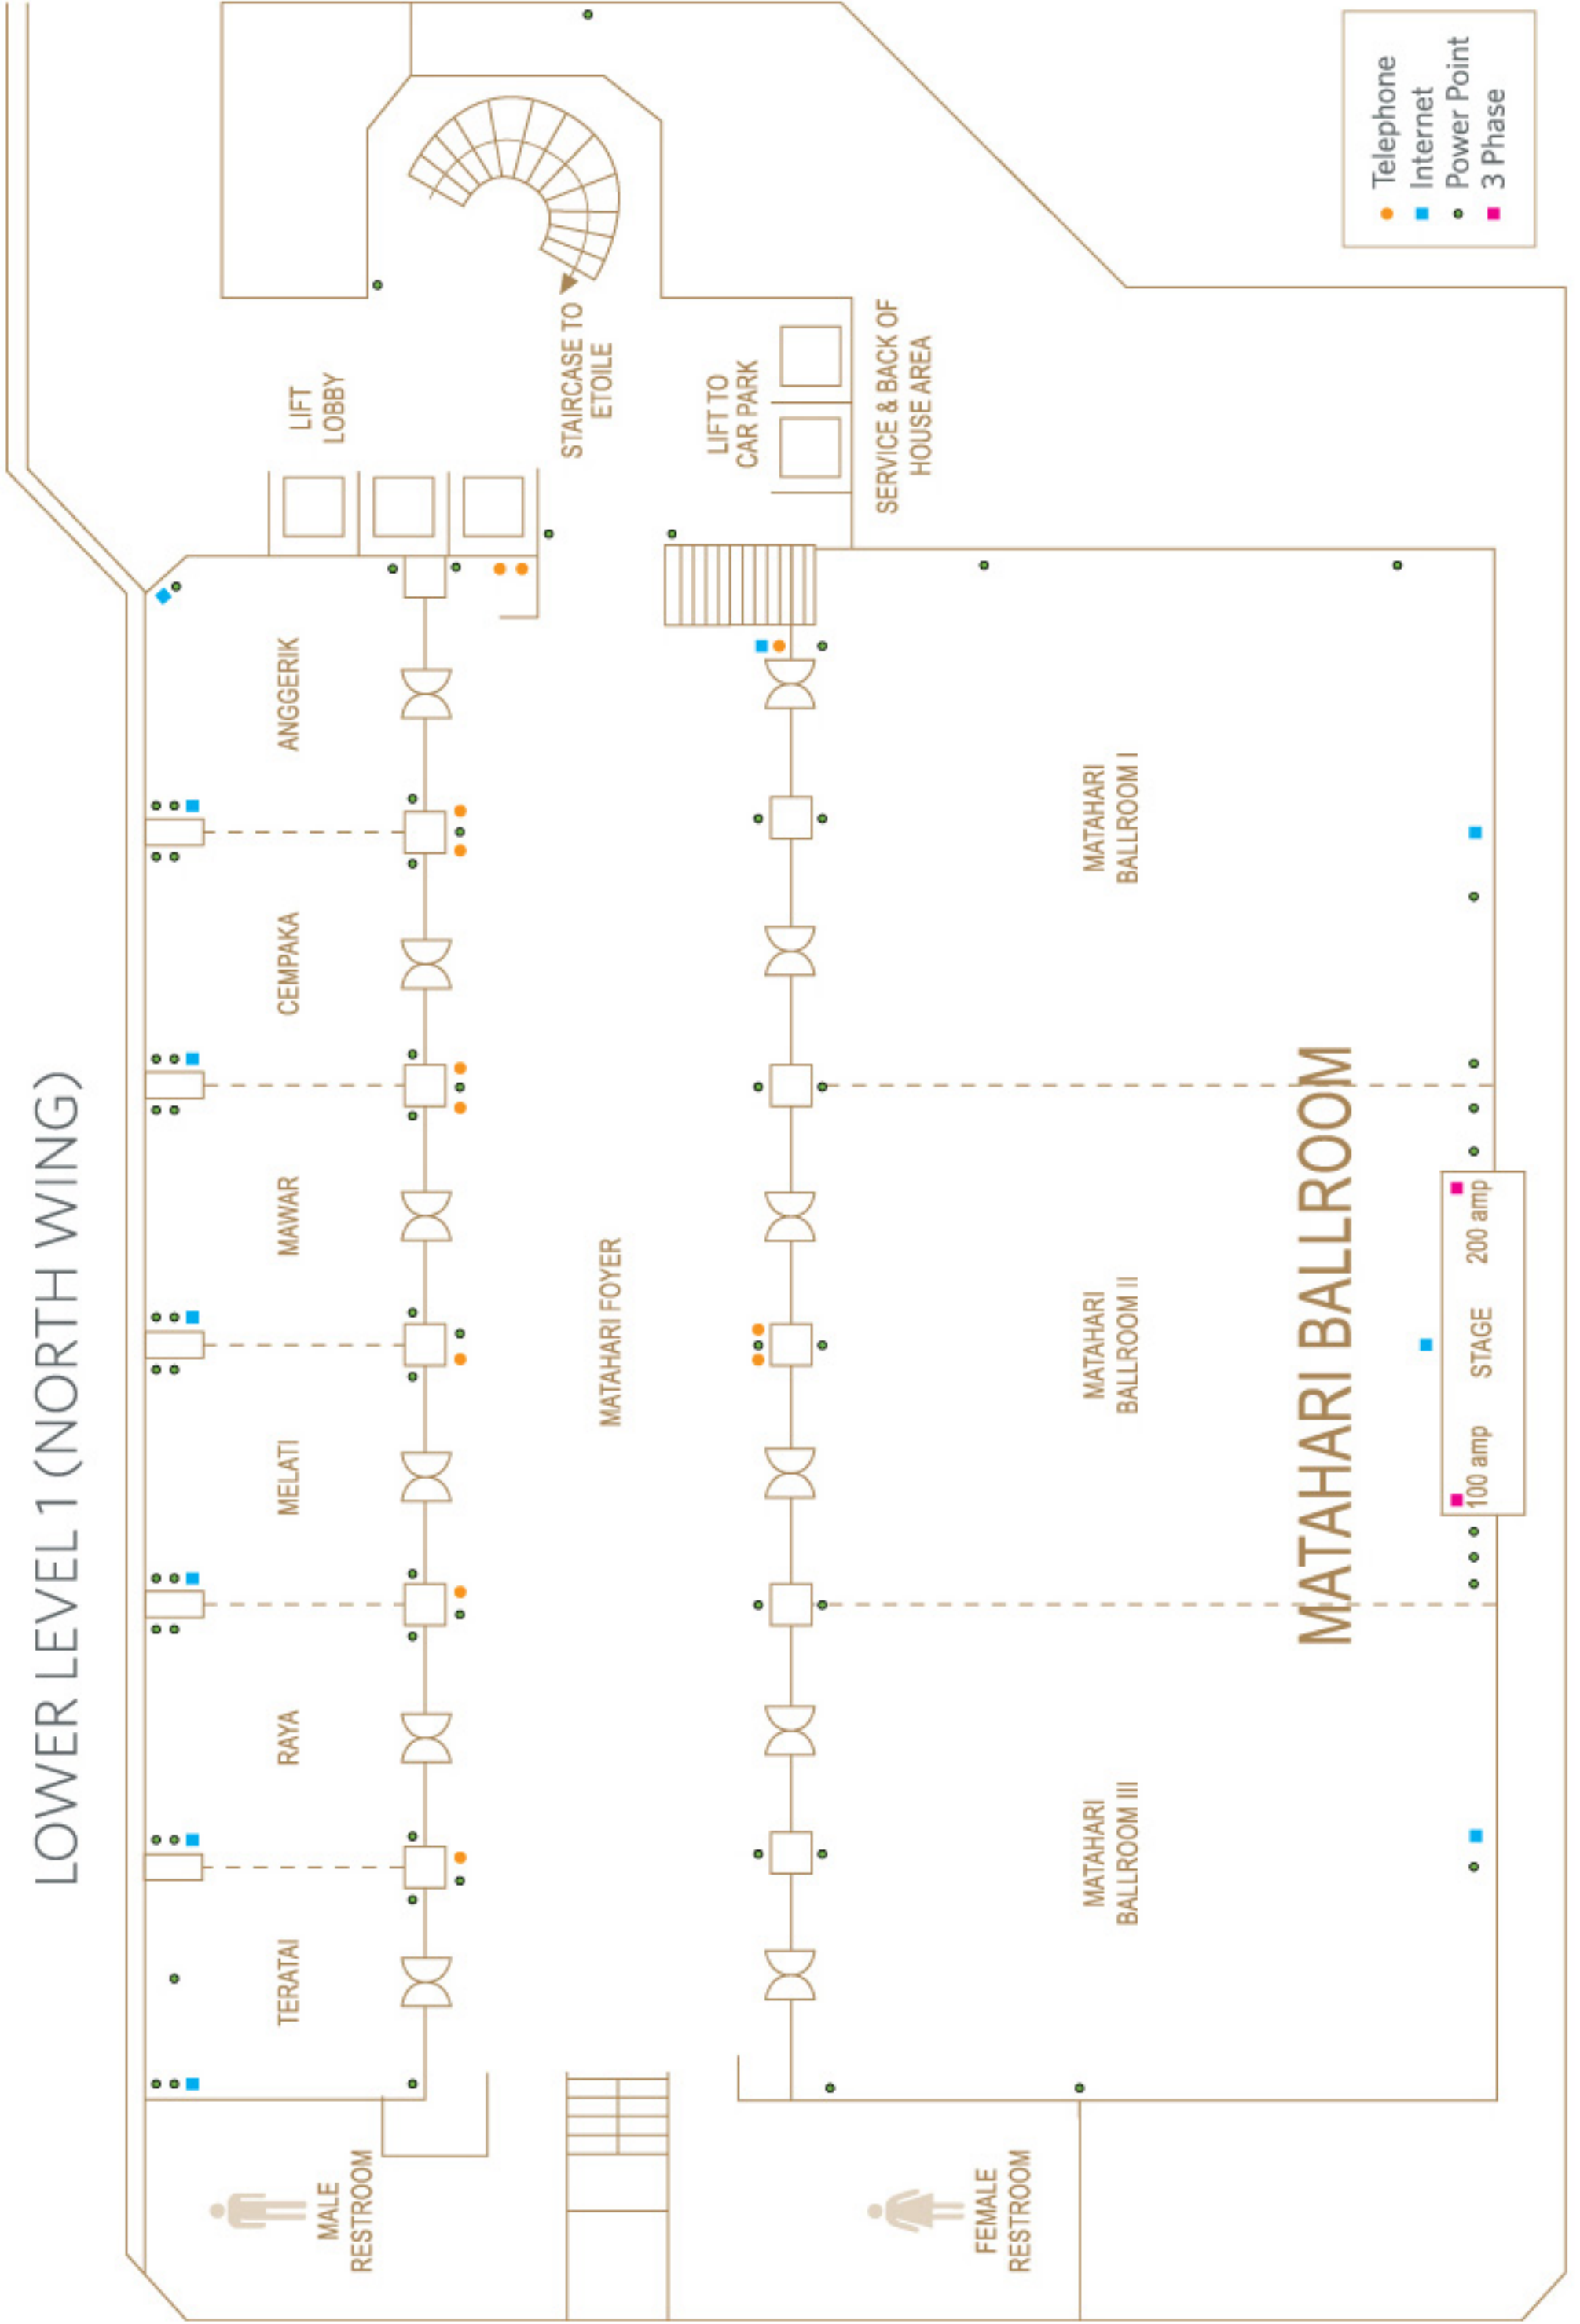 LOWER LEVEL 1 (NORTH WING)
TERATAI
RAYA
MELATI
MAWAR
CEMPAKA
ANGGERIK
LIFT
LOBBY
MALE
RESTROOM
MATAHARI FOYER
STAIRCASE TO
ETOILE
LIFT TO
CAR PARK
SERVICE & BACK OF
HOUSE AREA
FEMALE
RESTROOM
MATAHARI
BALLROOM III
MATAHARI
BALLROOM II
MATAHARI
BALLROOM I
MATAHARI BALLROOM
100 amp
STAGE
200 amp
Telephone
Internet
Power Point
3 Phase